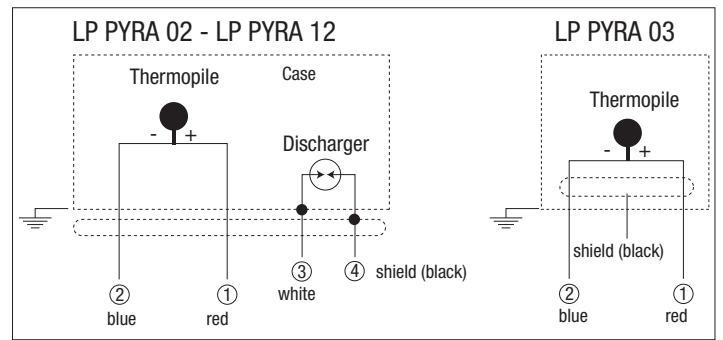 LP PYRA 02 - LP PYRA 12
Thermopile
Case
- +
Discharger
③
④ shield (black)
white
②
①
blue
red
LP PYRA 03
Thermopile
- +
shield (black)
②
①
blue
red